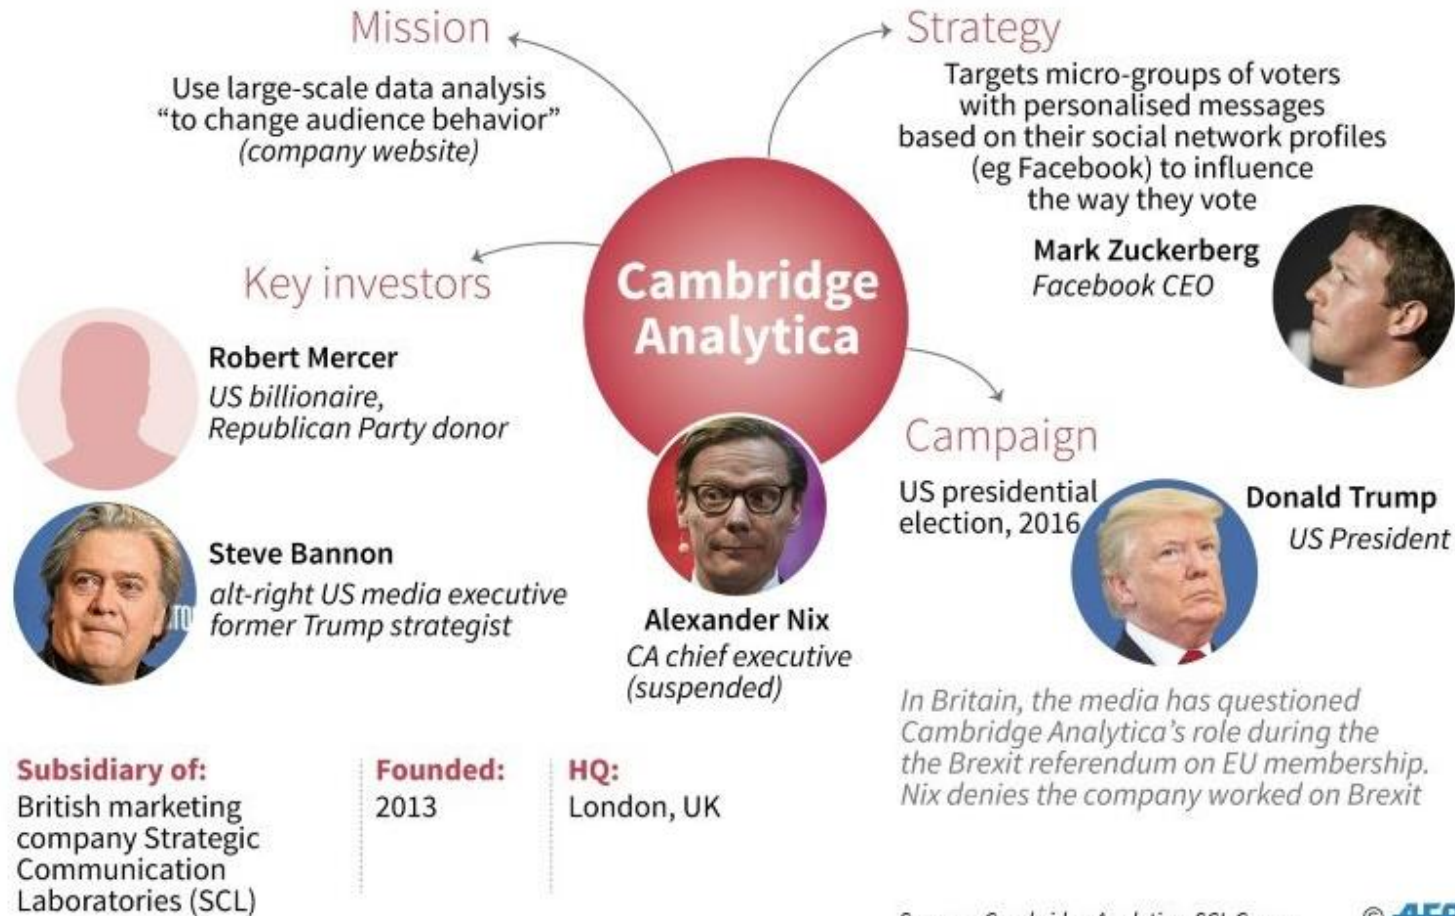 Mission
Use large-scale data analysis
“to change audience behavior”
(company website)
Strategy
Targets micro-groups of voters
with personalised messages
based on their social network profiles
(eg Facebook) to influence
the way they vote
Mark Zuckerberg
Facebook CEO
Key investors
Robert Mercer
US billionaire,
Republican Party donor
Steve Bannon
alt-right US media executive
former Trump strategist
Cambridge
Analytica
Alexander Nix
CA chief executive
(suspended)
Campaign
US presidential
election, 2016
Donald Trump
US President
In Britain, the media has questioned
Cambridge Analytica’s role during the
the Brexit referendum on EU membership.
Nix denies the company worked on Brexit
Subsidiary of:
British marketing
company Strategic
Communication
Laboratories (SCL)
Founded:
2013
HQ:
London, UK
© AFP